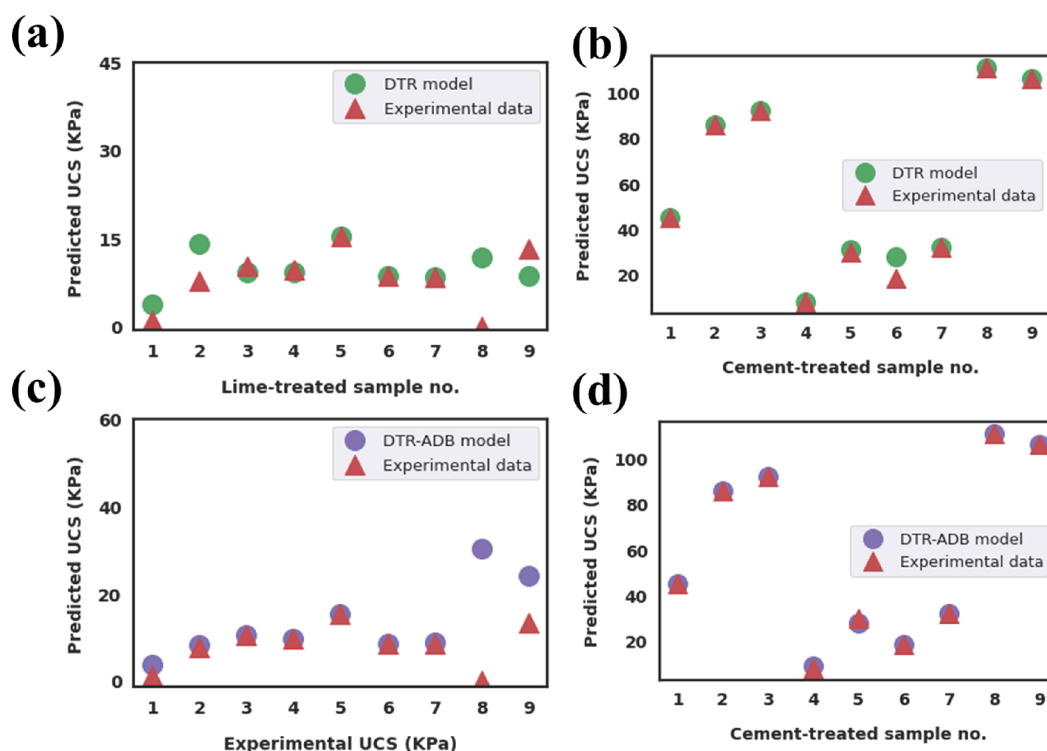 (a)
45
30
15
0
Predicted UCS (KPa)
DTR model
Experimental data
1 2 3 4 5 6 7 8 9
Lime-treated sample no.
(b)
100
80
60
40
20
Predicted UCS (KPa)
DTR model
Experimental data
1 2 3 4 5 6 7 8 9
Cement-treated sample no.
(c)
60
40
20
0
Predicted UCS (KPa)
DTR-ADB model
Experimental data
1 2 3 4 5 6 7 8 9
Experimental UCS (KPa)
(d)
100
80
60
40
20
Predicted UCS (KPa)
DTR-ADB model
Experimental data
1 2 3 4 5 6 7 8 9
Cement-treated sample no.